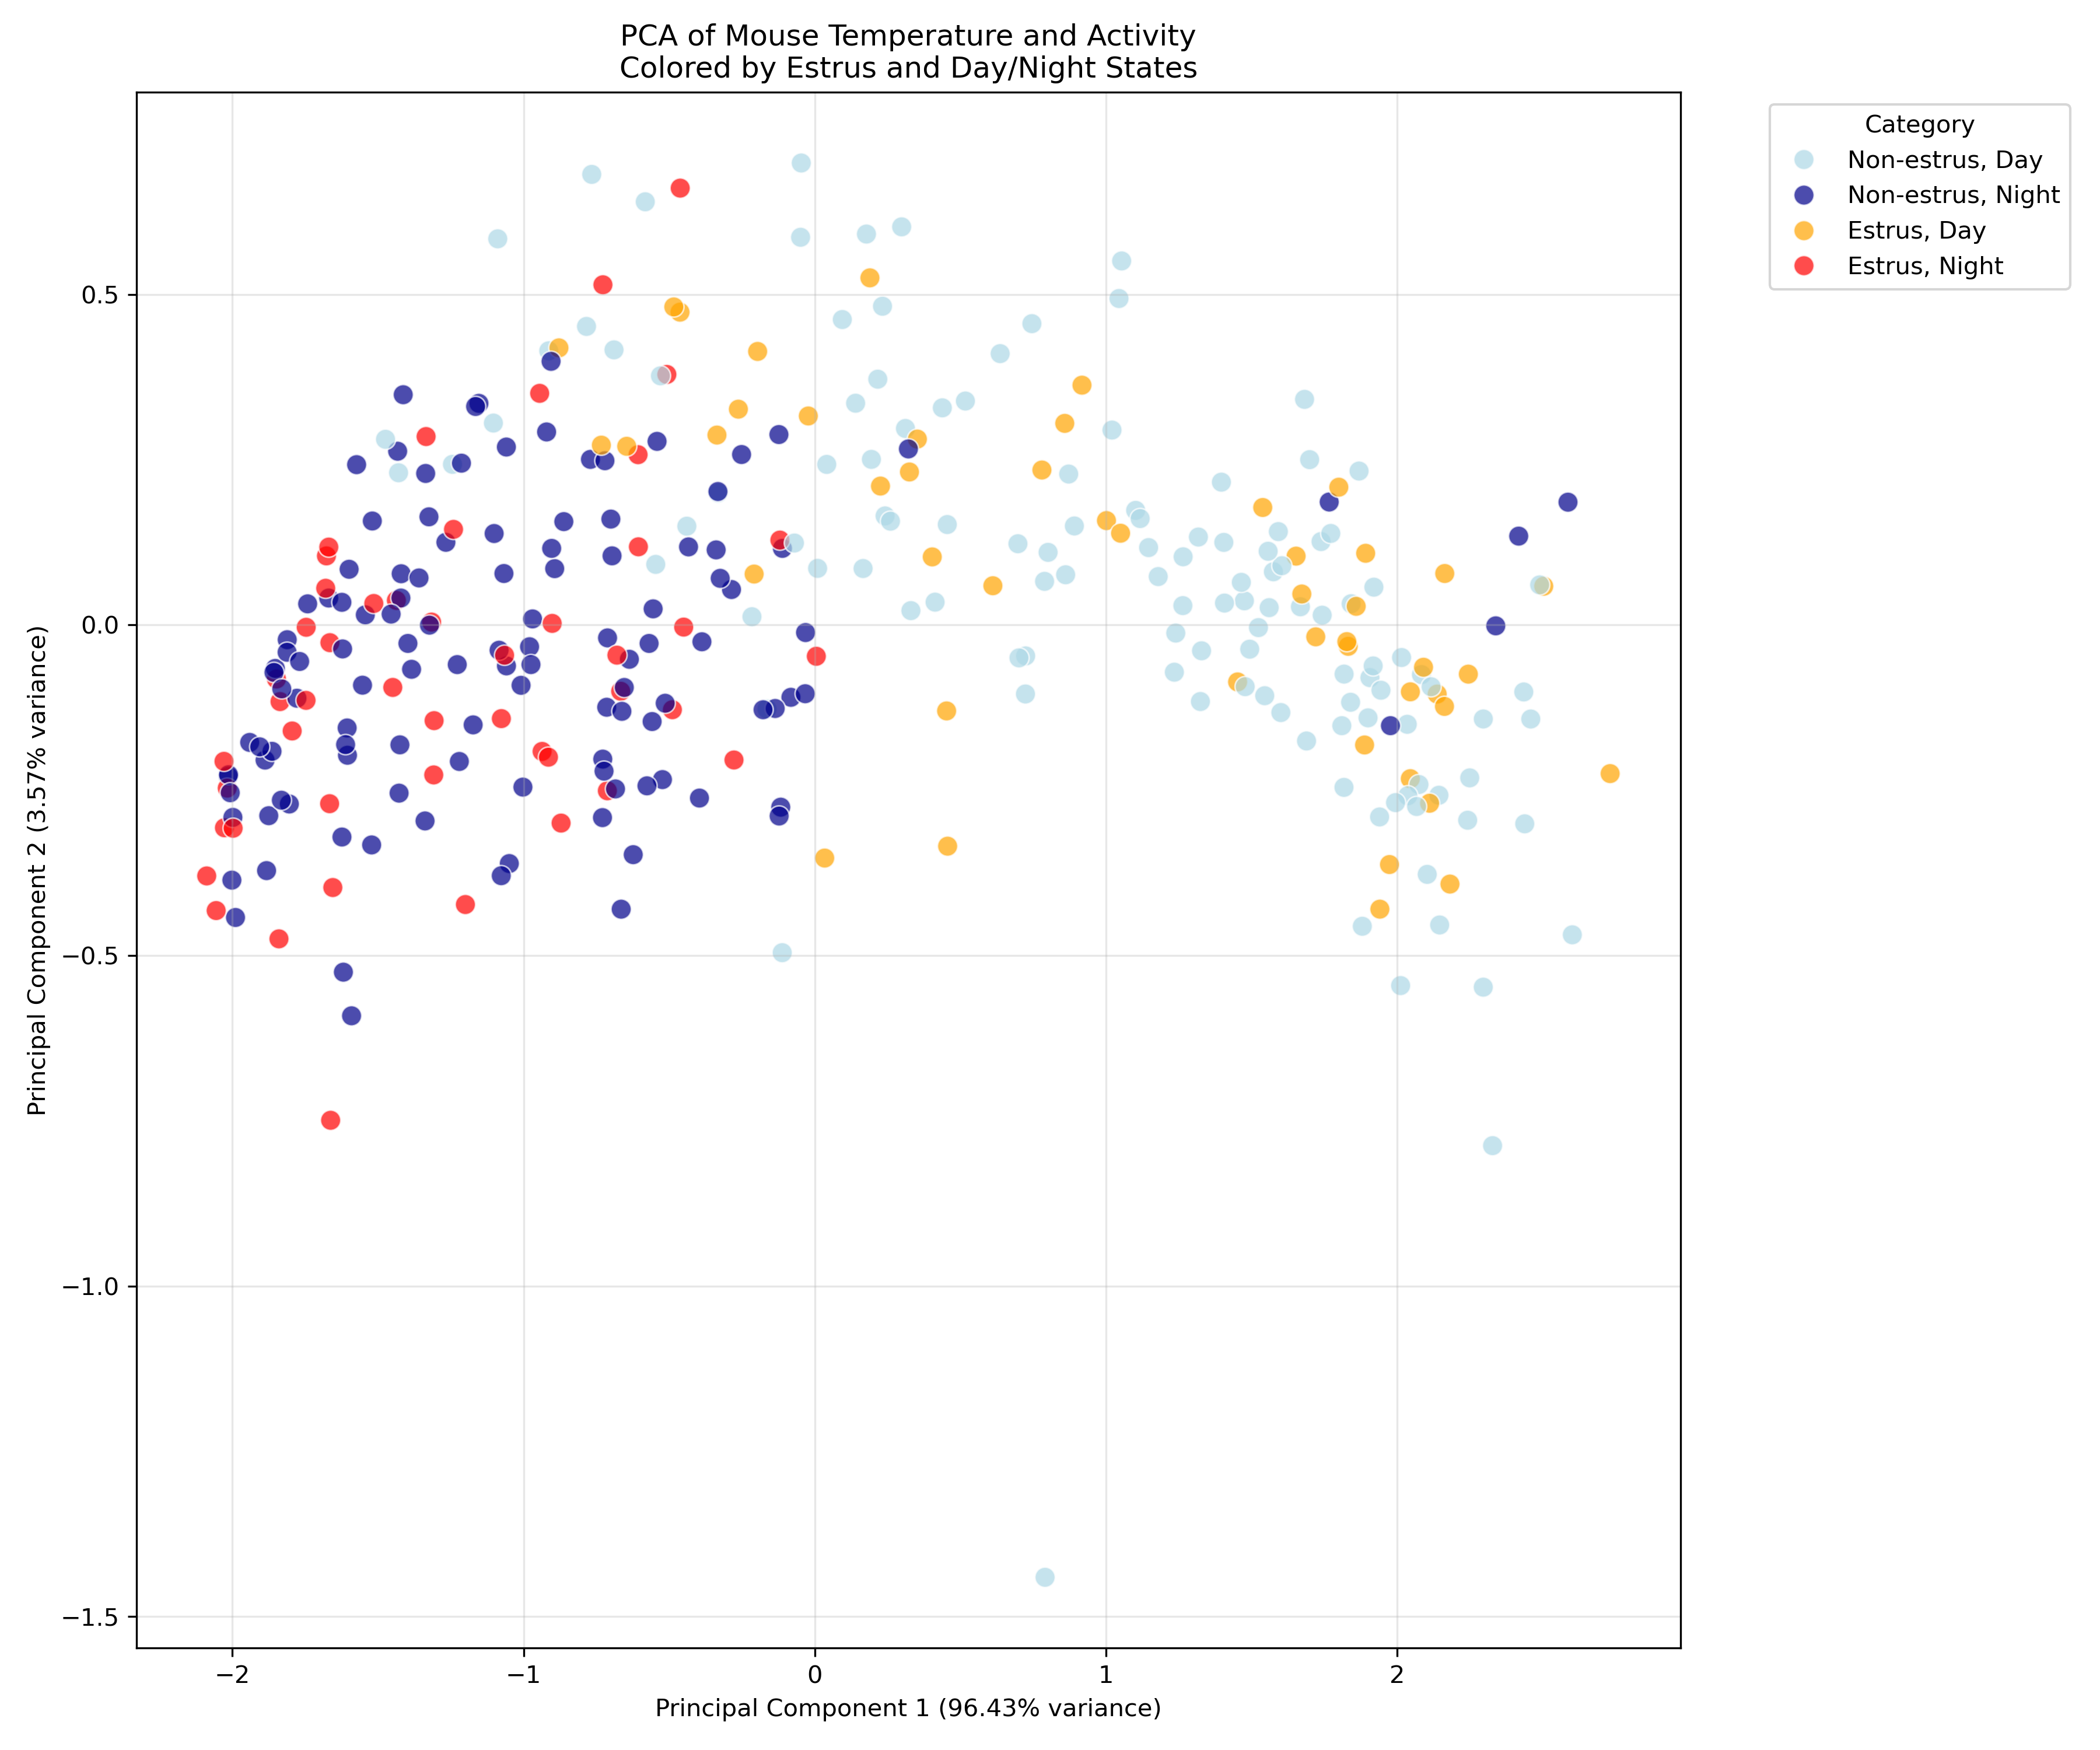 PCA of Mouse Temperature and Activity
Colored by Estrus and Day/Night States
Category
Non-estrus, Day
Non-estrus, Night
Estrus, Day
Estrus, Night
Principal Component 2 (3.57% variance)
0.5
0.0
−0.5
−1.0
−1.5
−2
−1
0
1
2
Principal Component 1 (96.43% variance)